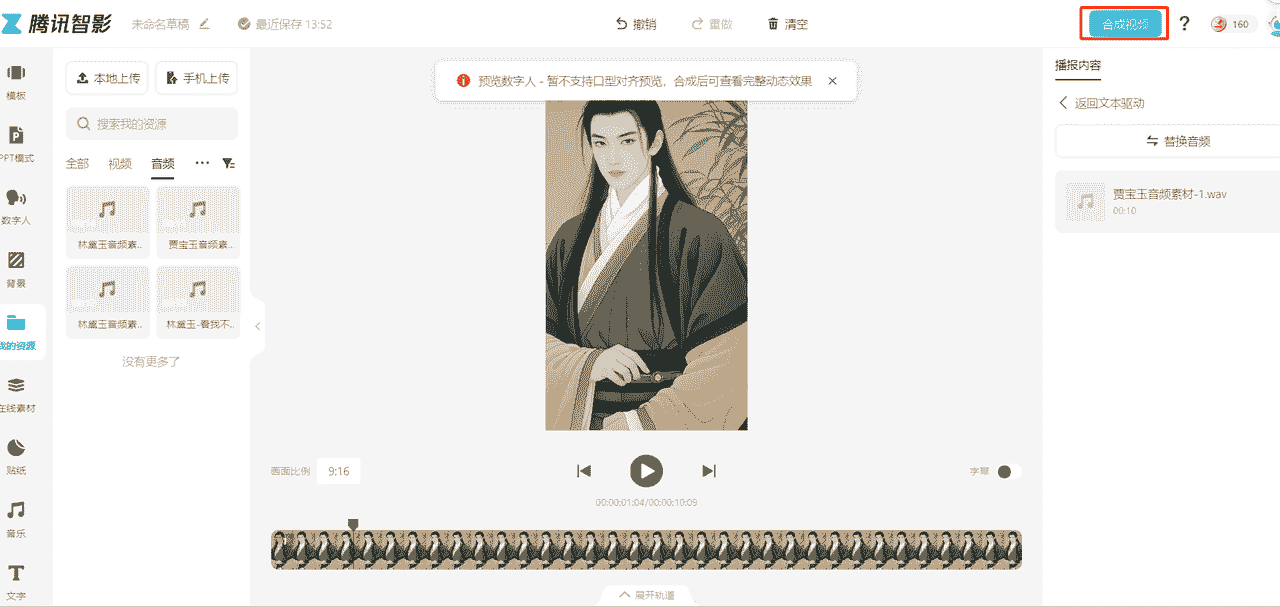 腾讯智影
未命名草稿
最近保存 13:52
撤销
重做
清空
合成视频
?
160
模板
PPT模式
数字人
背景
我的资源
在线素材
贴纸
音乐
文字
本地上传
手机上传
搜索我的资源
全部
视频
音频
林黛玉音频素..
贾宝玉音频素..
林黛玉音频素..
林黛玉-看我不..
没有更多了
预览数字人 - 暂不支持口型对齐预览，合成后可查看完整动态效果
画面比例
9:16
00:00:01:04/00:00:10:09
字幕
展开轨道
播报内容
返回文本驱动
替换音频
贾宝玉音频素材-1.wav
00:10